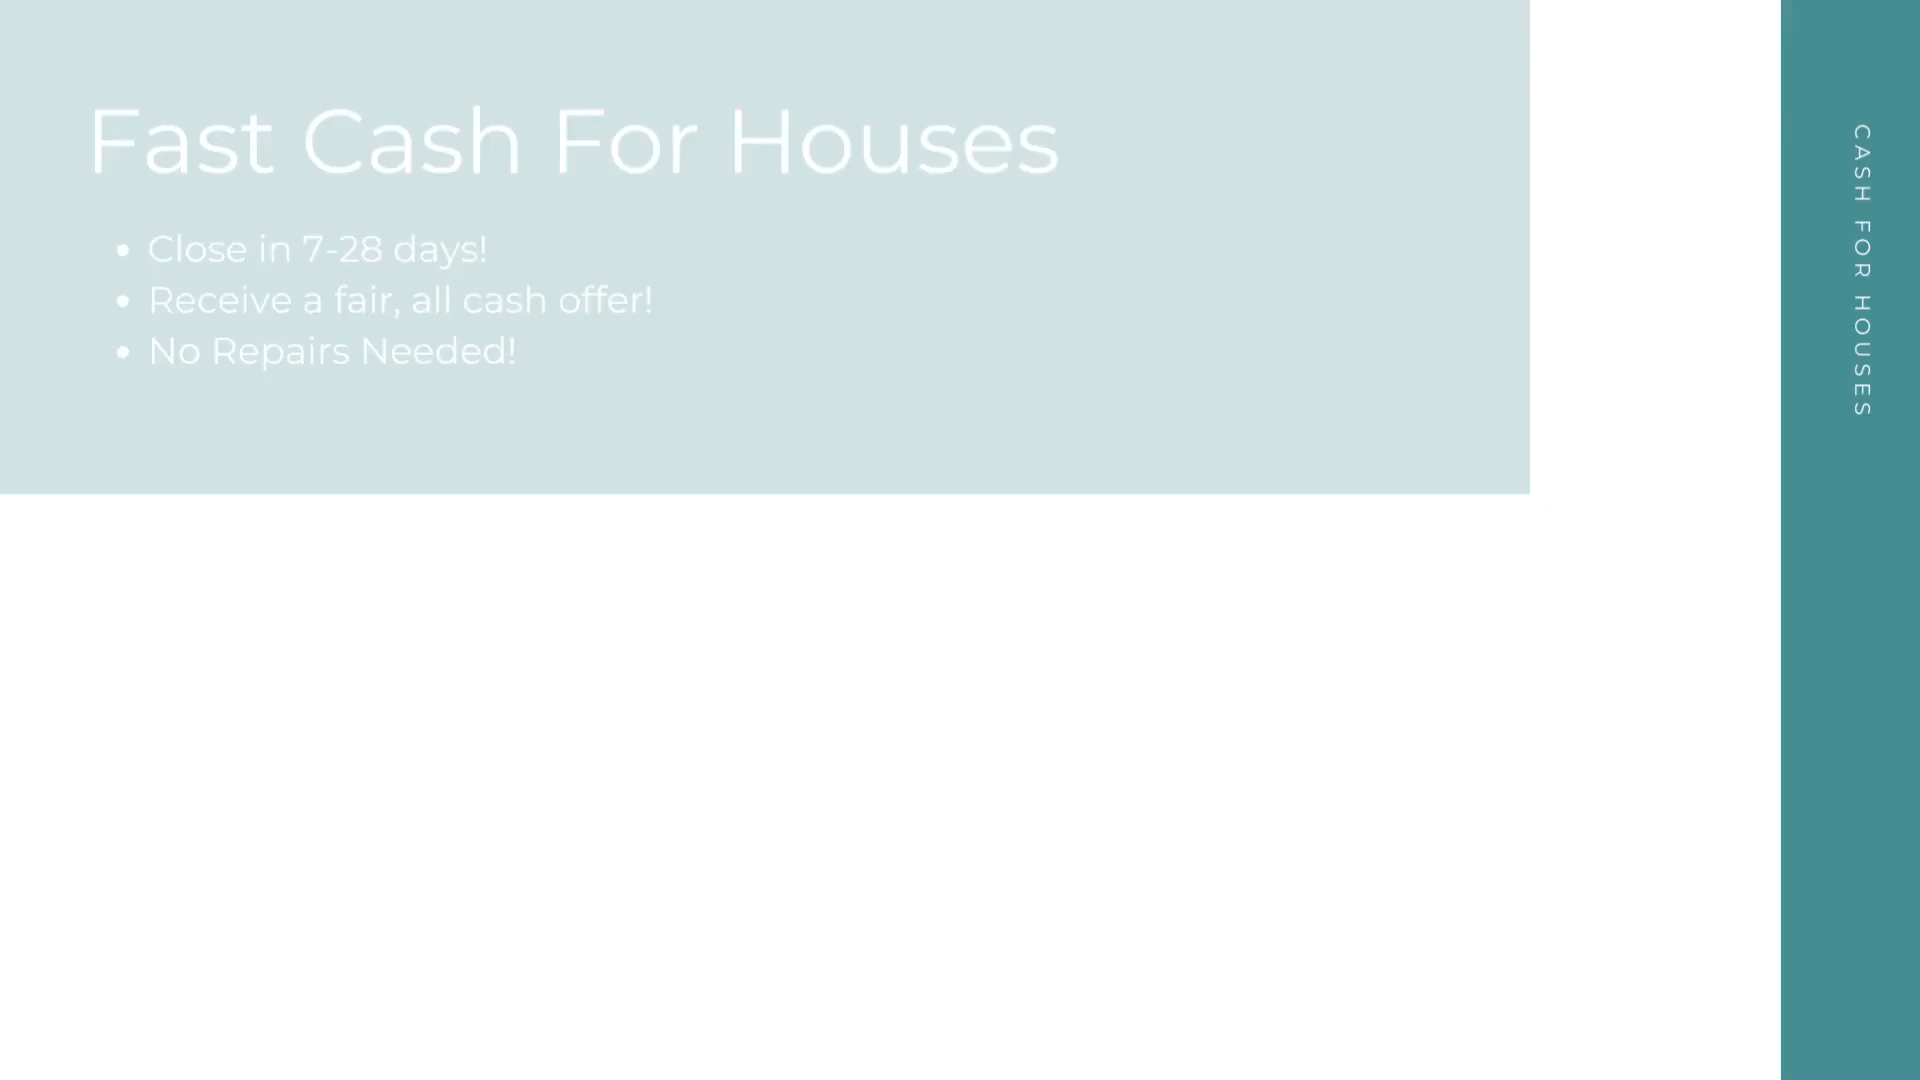 Fast Cash For Houses
• Close in 7-28 days!
• Receive a fair, all cash offer!
• No Repairs Needed!
CASH FOR HOUSES